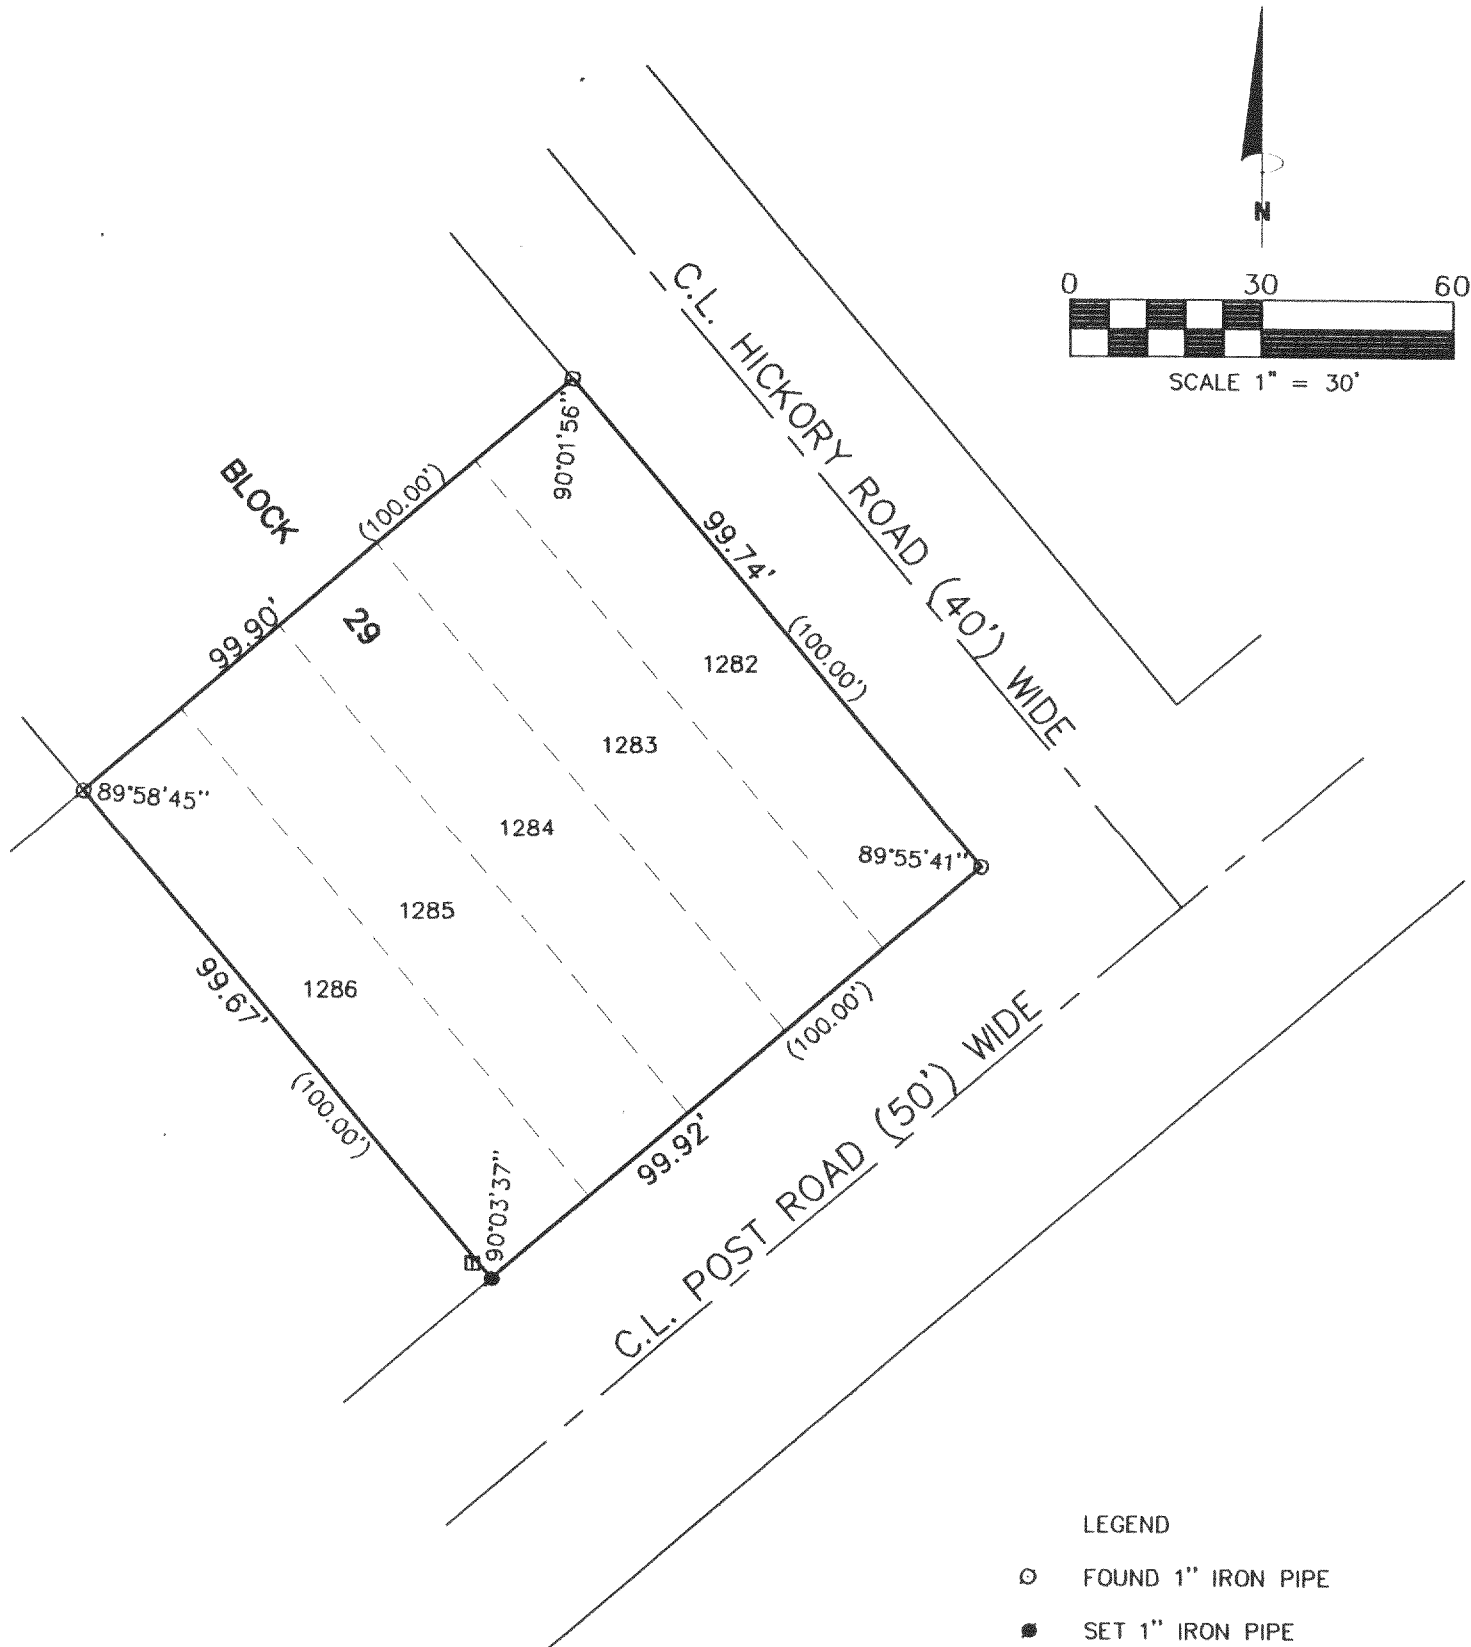 N
0 30 60
SCALE 1" = 30'
C.L. HICKORY ROAD (40') WIDE
90°01'56"
BLOCK
(100.00')
99.90'
29
99.74'
(100.00')
1282
1283
1284
1285
1286
89°58'45"
89°55'41"
99.67'
(100.00')
90°03'37"
(100.00')
99.92'
C.L. POST ROAD (50') WIDE
LEGEND
FOUND 1" IRON PIPE
SET 1" IRON PIPE